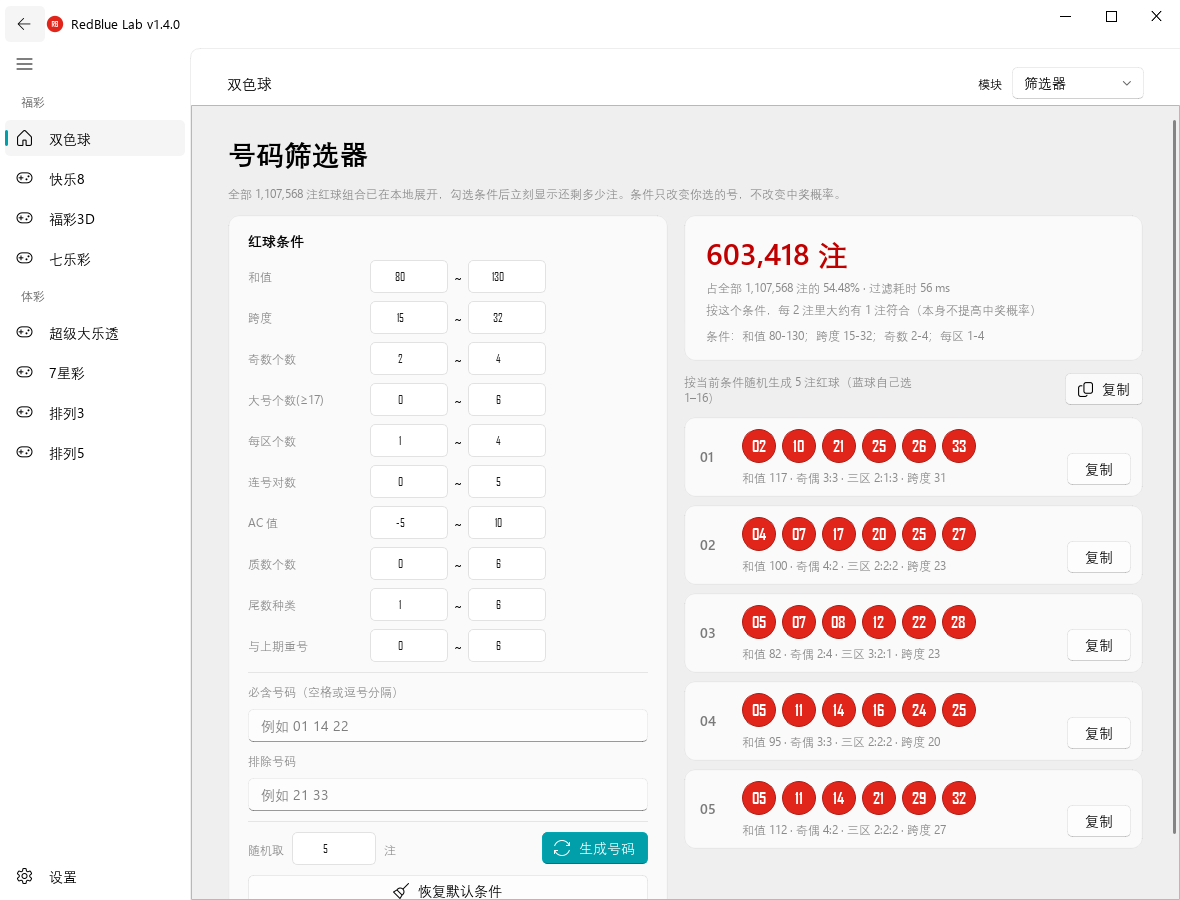 RB RedBlue Lab v1.4.0
福彩
双色球
快乐8
福彩3D
七乐彩
体彩
超级大乐透
7星彩
排列3
排列5
设置
双色球
模块 筛选器
号码筛选器
全部 1,107,568 注红球组合已在本地展开，勾选条件后立刻显示还剩多少注。条件只改变你选的号，不改变中奖概率。
红球条件
和值 80 ~ 130
跨度 15 ~ 32
奇数个数 2 ~ 4
大号个数(≥17) 0 ~ 6
每区个数 1 ~ 4
连号对数 0 ~ 5
AC 值 -5 ~ 10
质数个数 0 ~ 6
尾数种类 1 ~ 6
与上期重号 0 ~ 6
必含号码（空格或逗号分隔）
例如 01 14 22
排除号码
例如 21 33
随机取 5 注 生成号码
恢复默认条件
603,418 注
占全部 1,107,568 注的 54.48% · 过滤耗时 56 ms
按这个条件，每 2 注里大约有 1 注符合（本身不提高中奖概率）
条件：和值 80-130；跨度 15-32；奇数 2-4；每区 1-4
按当前条件随机生成 5 注红球（蓝球自己选
1–16）
复制
01 02 10 21 25 26 33
和值 117 · 奇偶 3:3 · 三区 2:1:3 · 跨度 31
复制
02 04 07 17 20 25 27
和值 100 · 奇偶 4:2 · 三区 2:2:2 · 跨度 23
复制
03 05 07 08 12 22 28
和值 82 · 奇偶 2:4 · 三区 3:2:1 · 跨度 23
复制
04 05 11 14 16 24 25
和值 95 · 奇偶 3:3 · 三区 2:2:2 · 跨度 20
复制
05 05 11 14 21 29 32
和值 112 · 奇偶 4:2 · 三区 2:2:2 · 跨度 27
复制